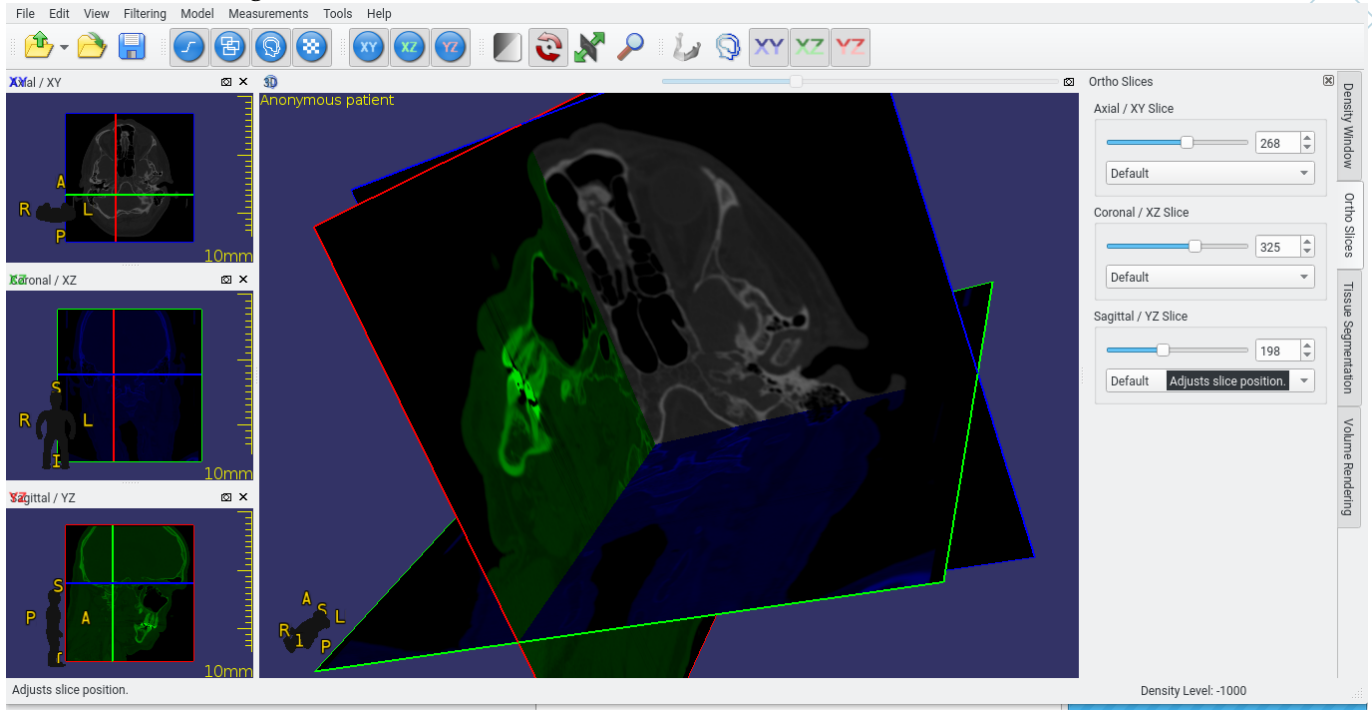 File Edit View Filtering Model Measurements Tools Help
XY XZ YZ XY XZ YZ
Axial / XY
3D
Ortho Slices
Anonymous patient
A
R L
P
10mm
Coronal / XZ
S
R L
I
10mm
Sagittal / YZ
S
P A
I
10mm
A S L
R P
Axial / XY Slice
268
Default
Coronal / XZ Slice
325
Default
Sagittal / YZ Slice
198
Default Adjusts slice position.
Density Window
Ortho Slices
Tissue Segmentation
Volume Rendering
Adjusts slice position.
Density Level: -1000